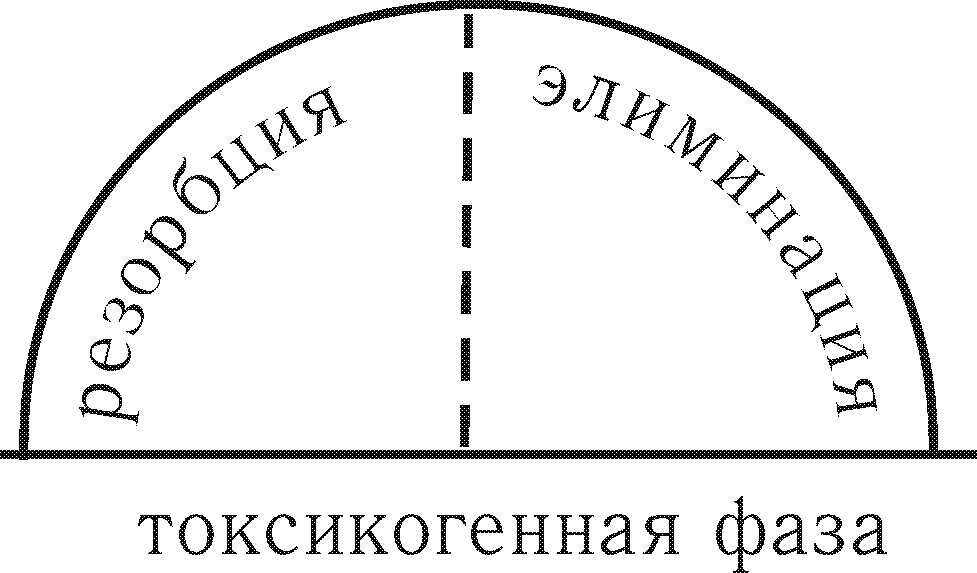 резорбция
элиминация
токсикогенная фаза